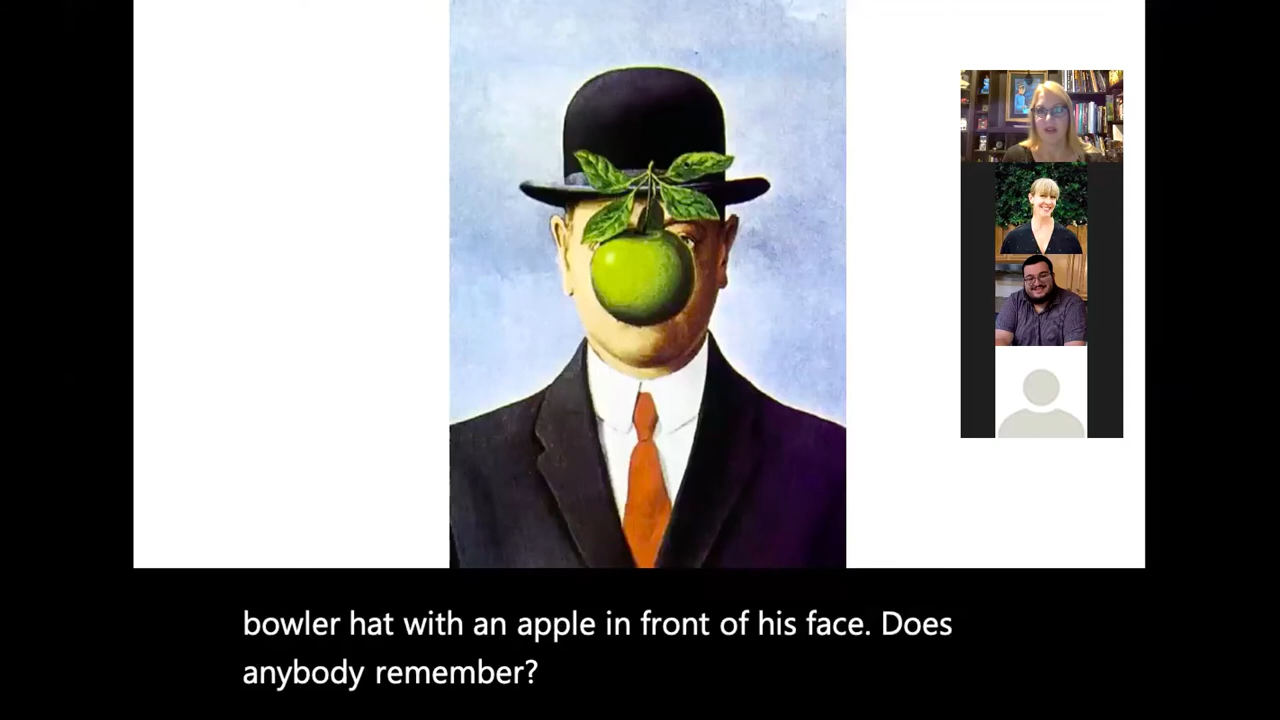 bowler hat with an apple in front of his face. Does
anybody remember?